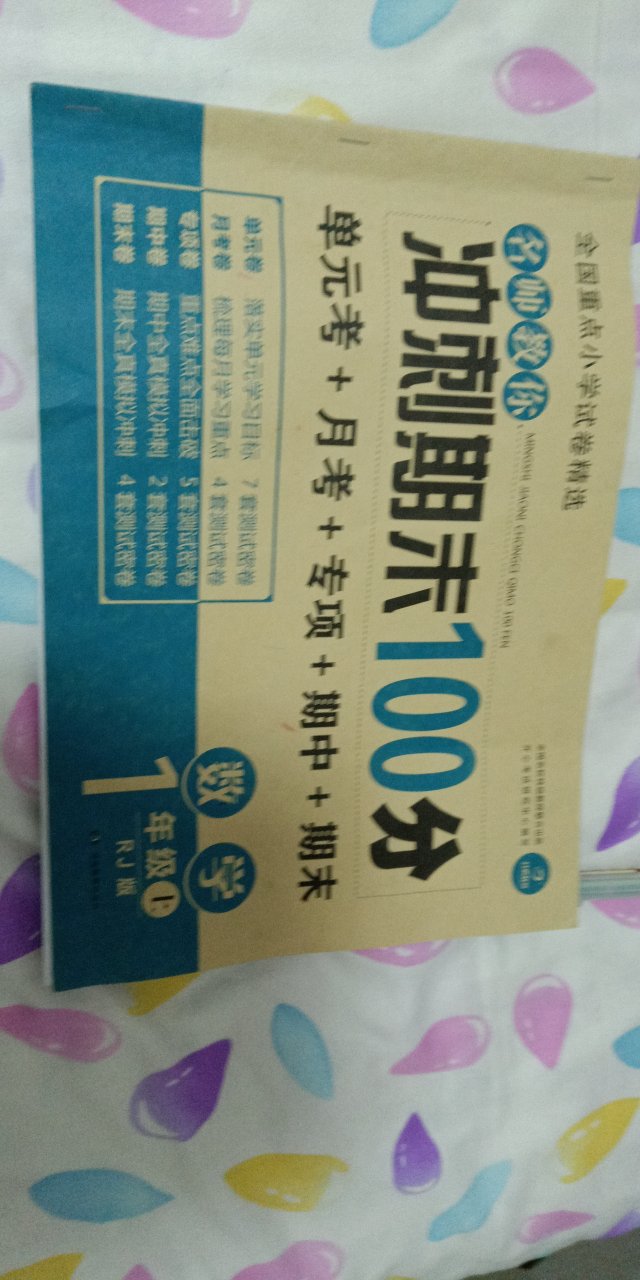 全国重点小学试卷精选
名师教你
MINGSHI JIAONI CHONGCI QIMO 100 FEN
冲刺期末100分
单元考+月考+专项+期中+期末
单元卷 落实单元学习目标 7套测试密卷
月考卷 梳理每月学习重点 4套测试密卷
专项卷 重点难点全面击破 5套测试密卷
期中卷 期中全真模拟冲刺 2套测试密卷
期末卷 期末全真模拟冲刺 4套测试密卷
数学
1年级上
RJ版